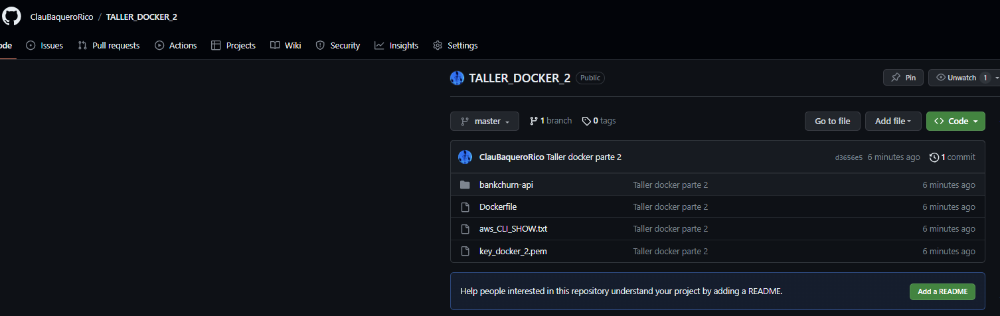 ClauBaqueroRico / TALLER_DOCKER_2
ode Issues Pull requests Actions Projects Wiki Security Insights Settings
TALLER_DOCKER_2 Public Pin Unwatch 1
master 1 branch 0 tags Go to file Add file <> Code
ClauBaqueroRico Taller docker parte 2 d3656e5 6 minutes ago 1 commit
bankchurn-api Taller docker parte 2 6 minutes ago
Dockerfile Taller docker parte 2 6 minutes ago
aws_CLI_SHOW.txt Taller docker parte 2 6 minutes ago
key_docker_2.pem Taller docker parte 2 6 minutes ago
Help people interested in this repository understand your project by adding a README. Add a README